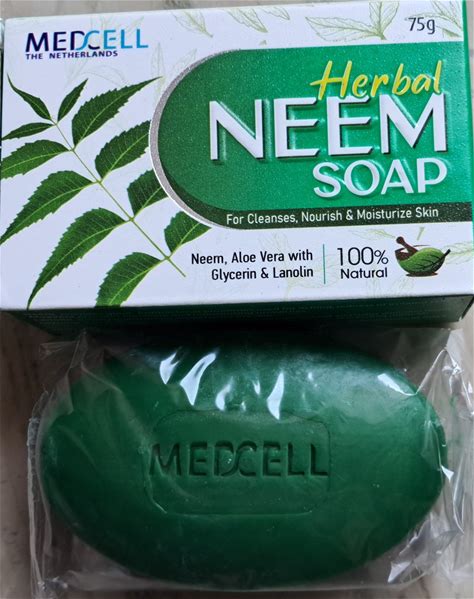 MEDCELL
THE NETHERLANDS
75g
Herbal
NEEM
SOAP
For Cleanses, Nourish & Moisturize Skin
Neem, Aloe Vera with
Glycerin & Lanolin
100%
Natural
MEDCELL